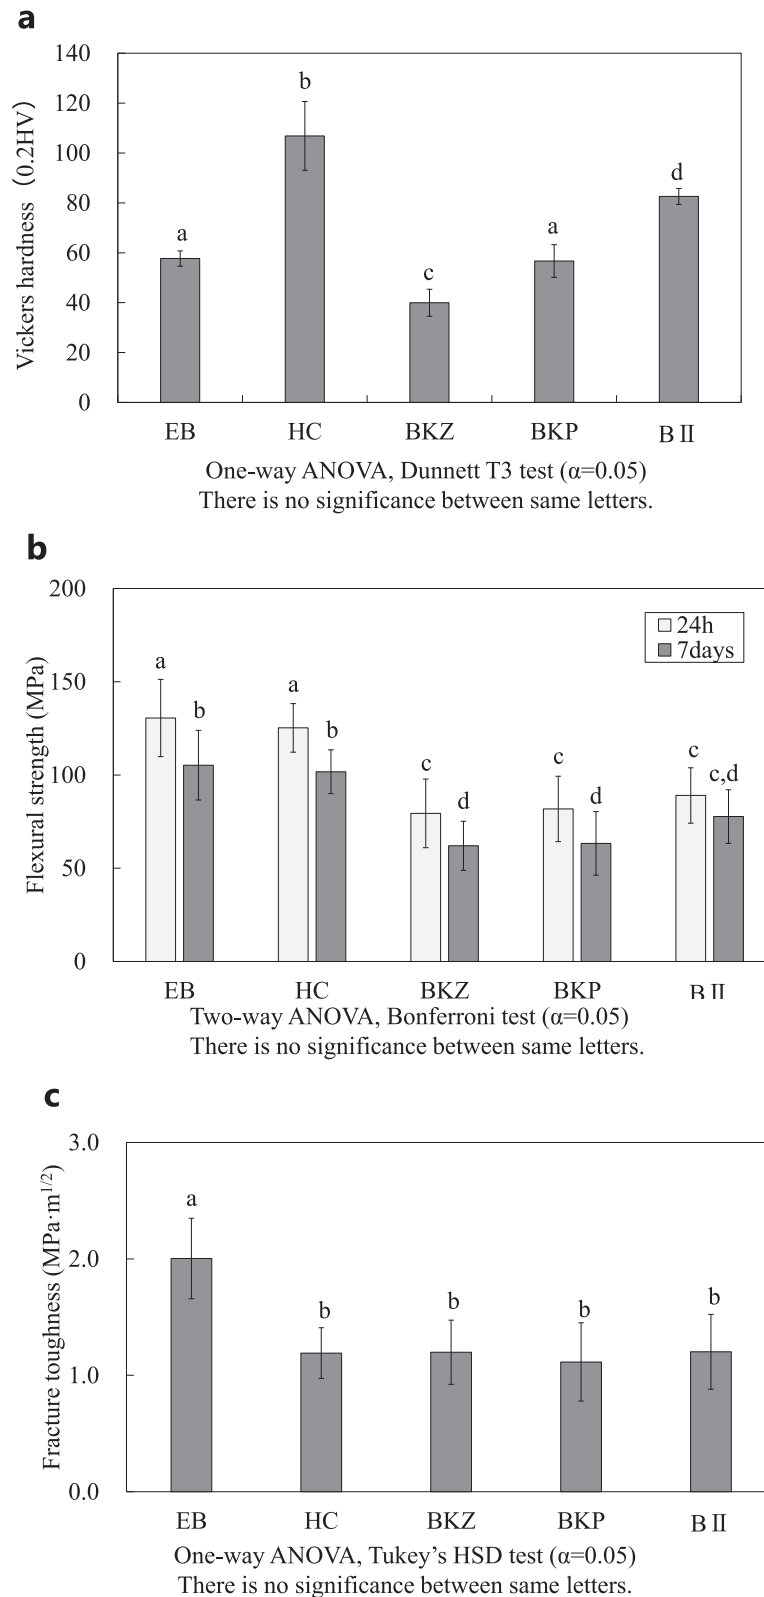 a
140
120
100
80
60
40
20
0
Vickers hardness (0.2HV)
a
b
c
a
d
EB HC BKZ BKP B II
One-way ANOVA, Dunnett T3 test (α=0.05)
There is no significance between same letters.
b
200
150
100
50
0
Flexural strength (MPa)
24h
7days
a b a b c d c d c c,d
EB HC BKZ BKP B II
Two-way ANOVA, Bonferroni test (α=0.05)
There is no significance between same letters.
c
3.0
2.0
1.0
0.0
Fracture toughness (MPa·m1/2)
a b b b b
EB HC BKZ BKP B II
One-way ANOVA, Tukey's HSD test (α=0.05)
There is no significance between same letters.